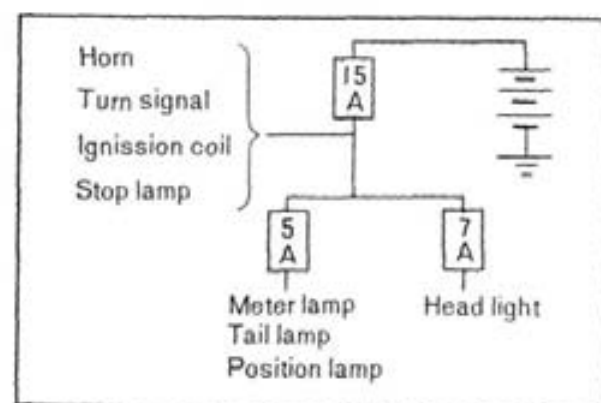 Horn
Turn signal
Ignission coil
Stop lamp
15
A
5
A
7
A
Meter lamp
Tail lamp
Position lamp
Head light